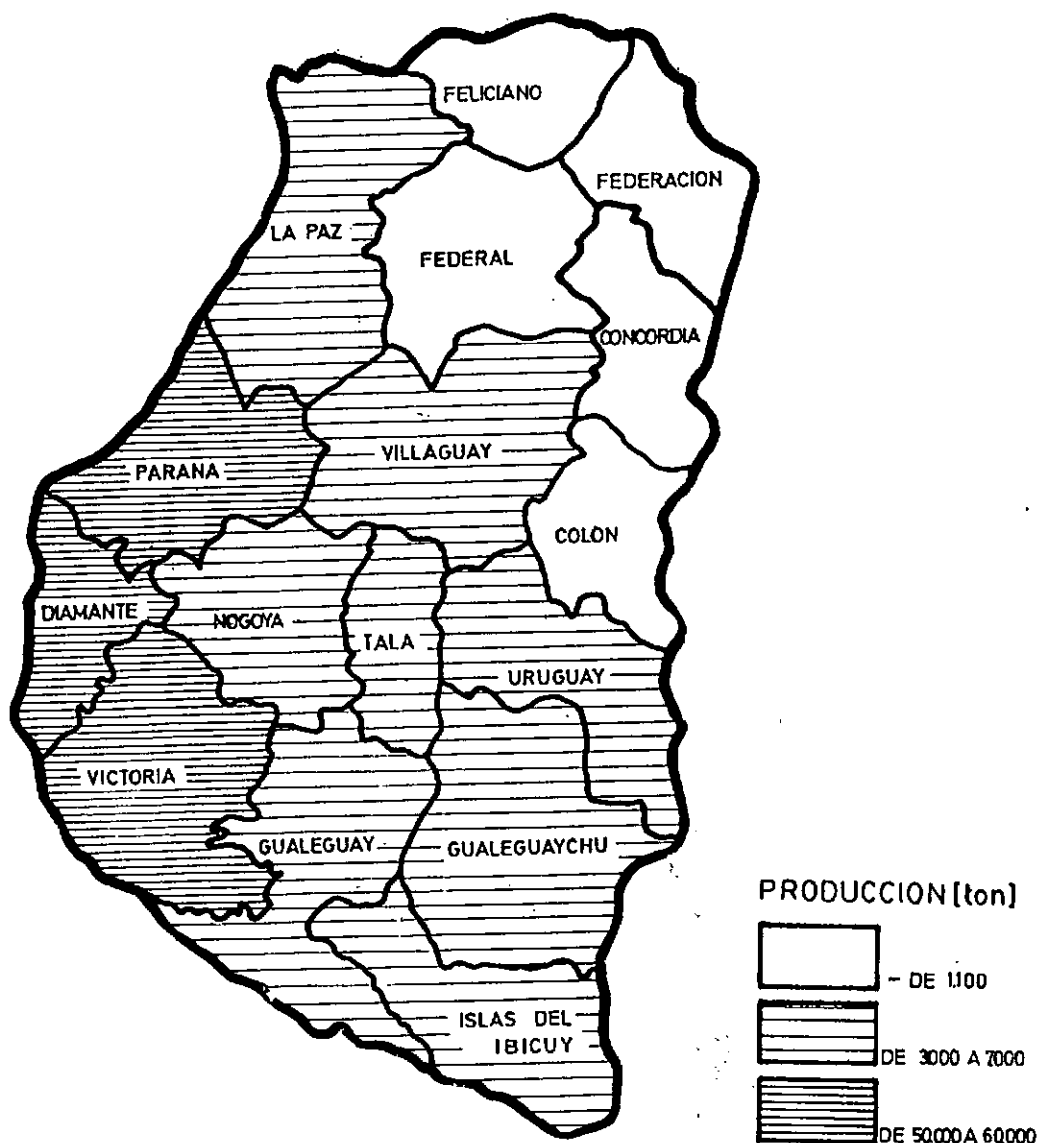 FELICIANO
FEDERACION
LA PAZ
FEDERAL
CONCORDIA
VILLAGUAY
PARANA
COLON
DIAMANTE
NOGOYA
TALA
URUGUAY
VICTORIA
GUALEGUAY
GUALEGUAYCHU
ISLAS DEL
IBICUY
PRODUCCION [ton]
- DE 1.100
DE 3000 A 7000
DE 50.000 A 60.000